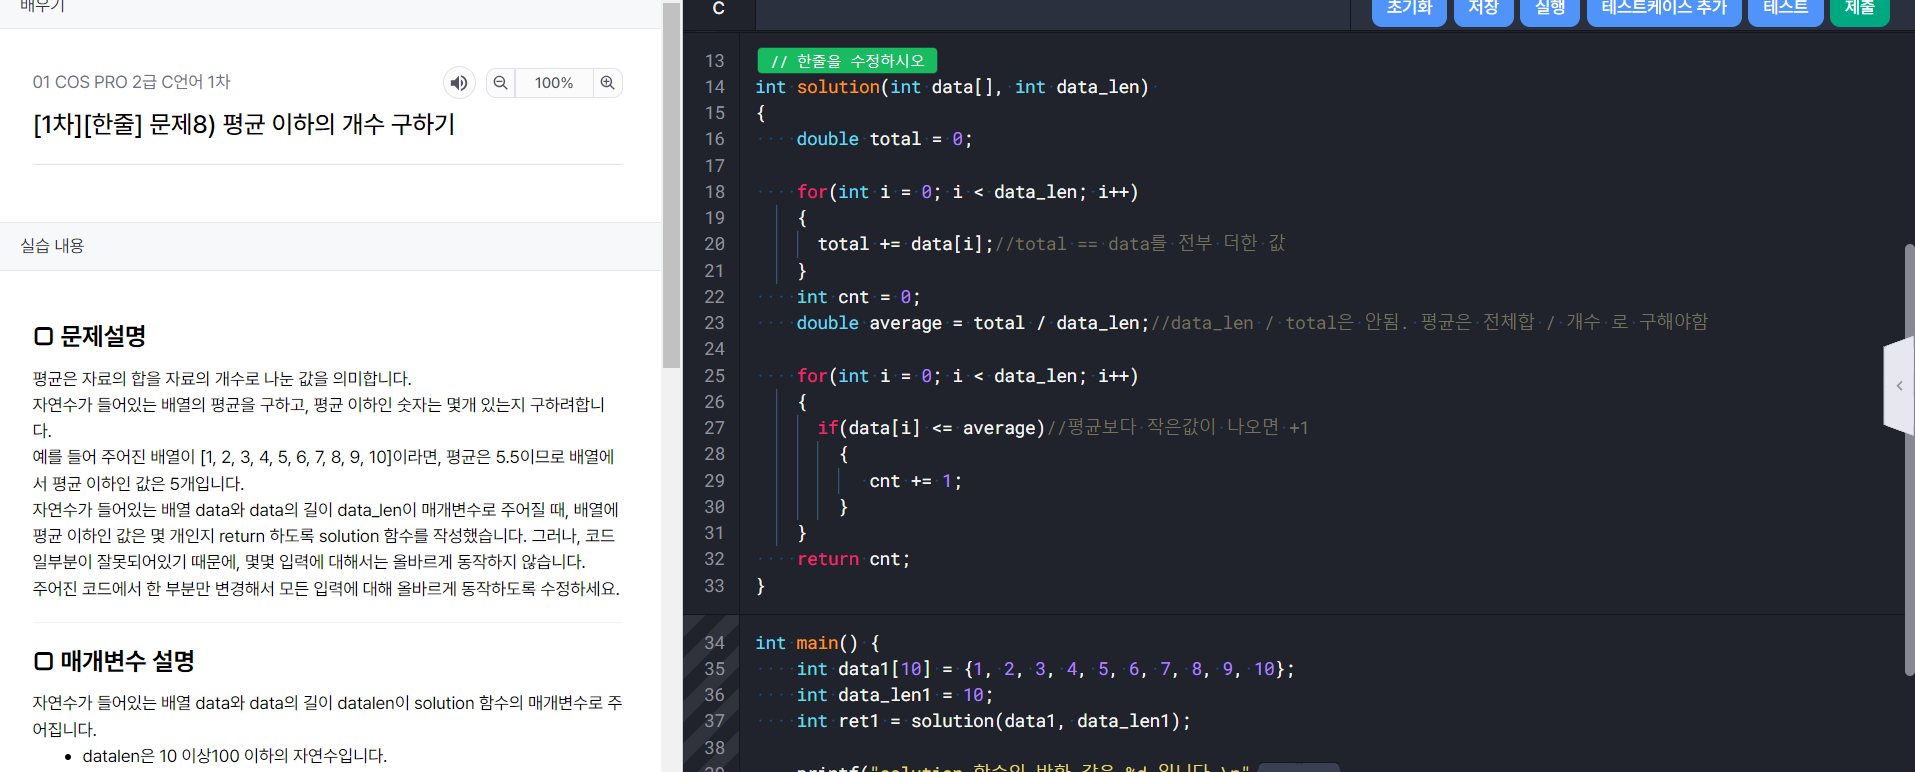 배우기
01 COS PRO 2급 C언어 1차
100%
[1차][한줄] 문제8) 평균 이하의 개수 구하기
실습 내용
문제설명
평균은 자료의 합을 자료의 개수로 나눈 값을 의미합니다.
자연수가 들어있는 배열의 평균을 구하고, 평균 이하인 숫자는 몇개 있는지 구하려합니
다.
예를 들어 주어진 배열이 [1, 2, 3, 4, 5, 6, 7, 8, 9, 10]이라면, 평균은 5.5이므로 배열에
서 평균 이하인 값은 5개입니다.
자연수가 들어있는 배열 data와 data의 길이 data_len이 매개변수로 주어질 때, 배열에
평균 이하인 값은 몇 개인지 return 하도록 solution 함수를 작성했습니다. 그러나, 코드
일부분이 잘못되어있기 때문에, 몇몇 입력에 대해서는 올바르게 동작하지 않습니다.
주어진 코드에서 한 부분만 변경해서 모든 입력에 대해 올바르게 동작하도록 수정하세요.
매개변수 설명
자연수가 들어있는 배열 data와 data의 길이 datalen이 solution 함수의 매개변수로 주
어집니다.
• datalen은 10 이상100 이하의 자연수입니다.
C
초기화 저장 실행 테스트케이스 추가 테스트 제출
13 // 한줄을 수정하시오
14 int solution(int data[], int data_len)
15 {
16 double total = 0;
17
18 for(int i = 0; i < data_len; i++)
19 {
20 total += data[i];//total == data를 전부 더한 값
21 }
22 int cnt = 0;
23 double average = total / data_len;//data_len / total은 안됨. 평균은 전체합 / 개수 로 구해야함
24
25 for(int i = 0; i < data_len; i++)
26 {
27 if(data[i] <= average)//평균보다 작은값이 나오면 +1
28 {
29 cnt += 1;
30 }
31 }
32 return cnt;
33 }
34 int main() {
35 int data1[10] = {1, 2, 3, 4, 5, 6, 7, 8, 9, 10};
36 int data_len1 = 10;
37 int ret1 = solution(data1, data_len1);
38
39 printf("solution 함수의 반환 값은 %d 입니다.\n"